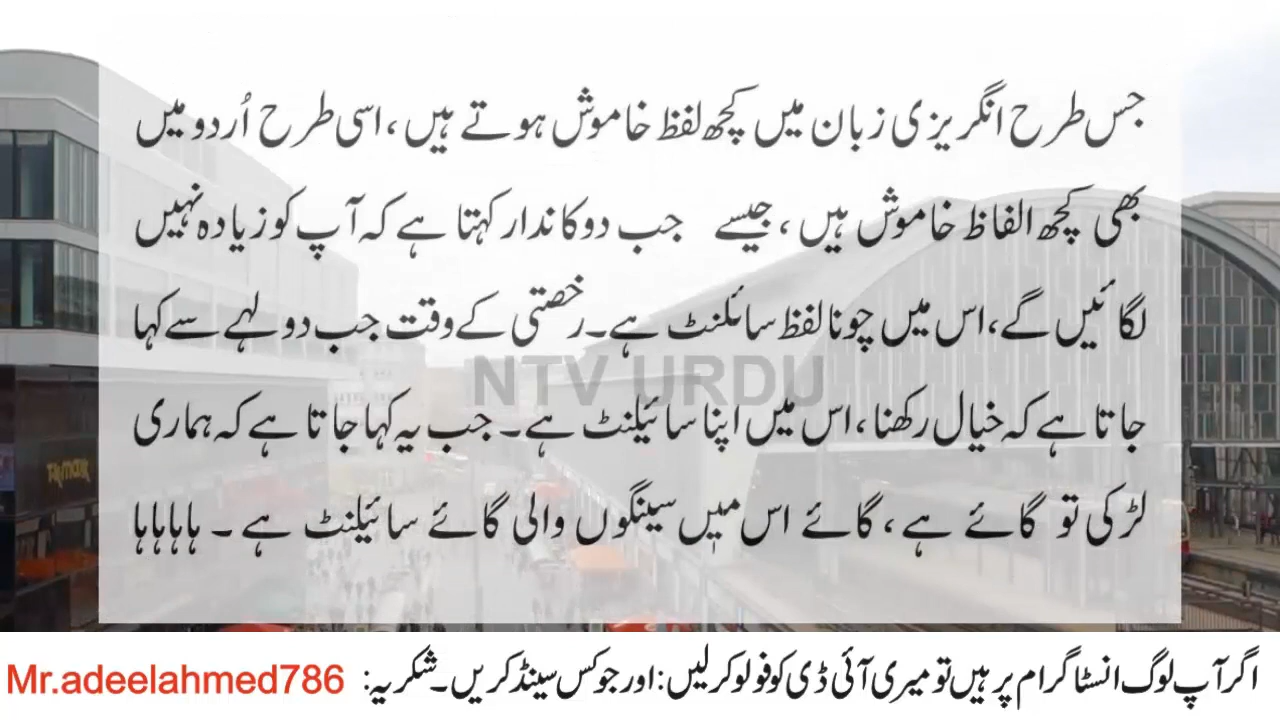 جس طرح انگریزی زبان میں کچھ لفظ خاموش ہوتے ہیں، اسی طرح اُردو میں
بھی کچھ الفاظ خاموش ہیں، جیسے جب دوکاندار کہتا ہے کہ آپ کو زیادہ نہیں
لگائیں گے، اس میں چونا لفظ سائلنٹ ہے۔ رخصتی کے وقت جب دولہے سے کہا
جاتا ہے کہ خیال رکھنا، اس میں اپنا سائیلنٹ ہے۔ جب یہ کہا جاتا ہے کہ ہماری
لڑکی تو گائے ہے، گائے اس میں سینگوں والی گائے سائیلنٹ ہے۔ ہاہاہاہا
NTV URDU
TK maxx
اگر آپ لوگ انسٹاگرام پر ہیں تو میری آئی ڈی کو فولو کرلیں: اور جوکس سینڈ کریں۔ شکریہ: Mr.adeelahmed786